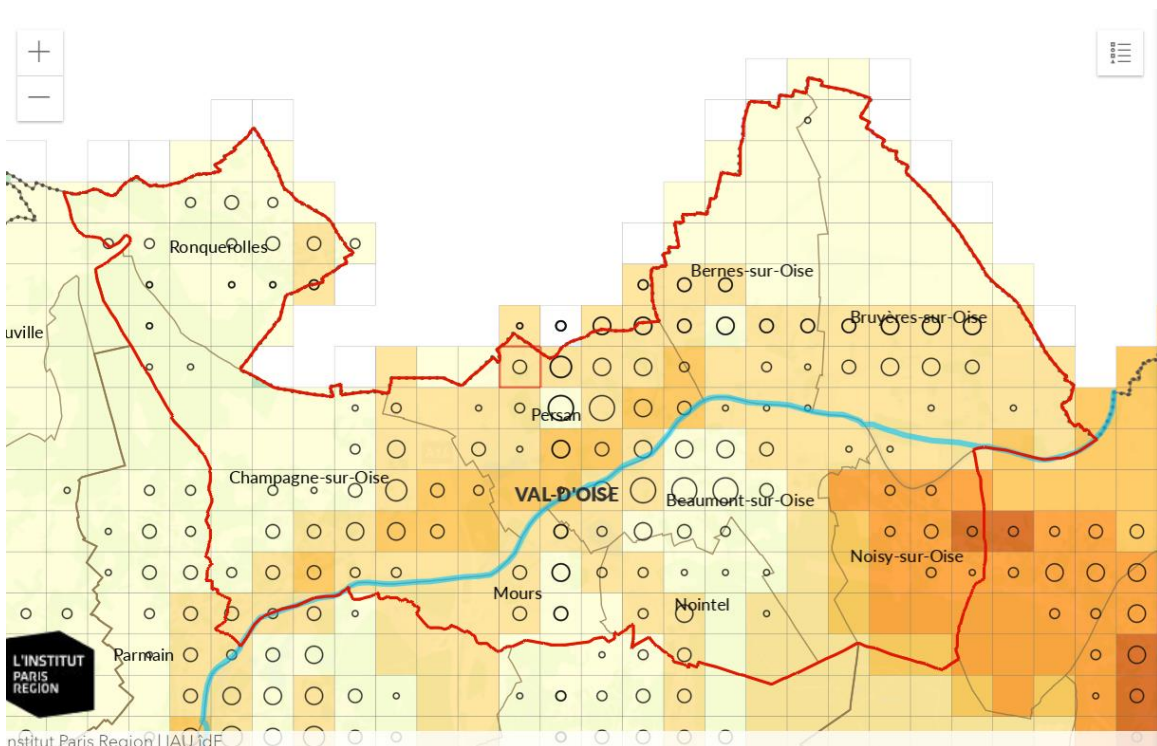 Ronquerolles
Bernes-sur-Oise
Bruyères-sur-Oise
Persan
Champagne-sur-Oise
VAL-D'OISE
Beaumont-sur-Oise
Noisy-sur-Oise
Mours
Nointel
Parmain
L'INSTITUT
PARIS
REGION
nstitut Paris Region | IAU îdF
uville